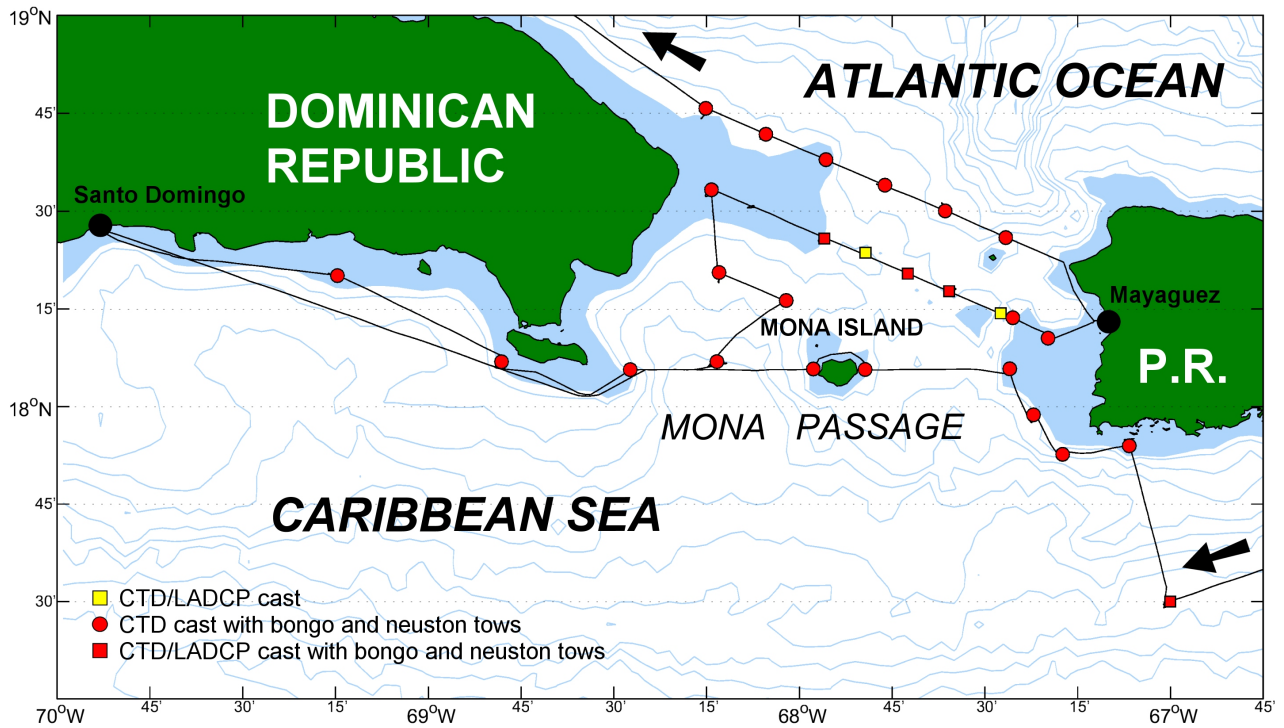 19°N
45'
30'
15'
18°N
45'
30'
ATLANTIC OCEAN
DOMINICAN
REPUBLIC
Santo Domingo
Mayaguez
MONA ISLAND
P.R.
MONA PASSAGE
CARIBBEAN SEA
CTD/LADCP cast
CTD cast with bongo and neuston tows
CTD/LADCP cast with bongo and neuston tows
70°W 45' 30' 15' 69°W 45' 30' 15' 68°W 45' 30' 15' 67°W 45'